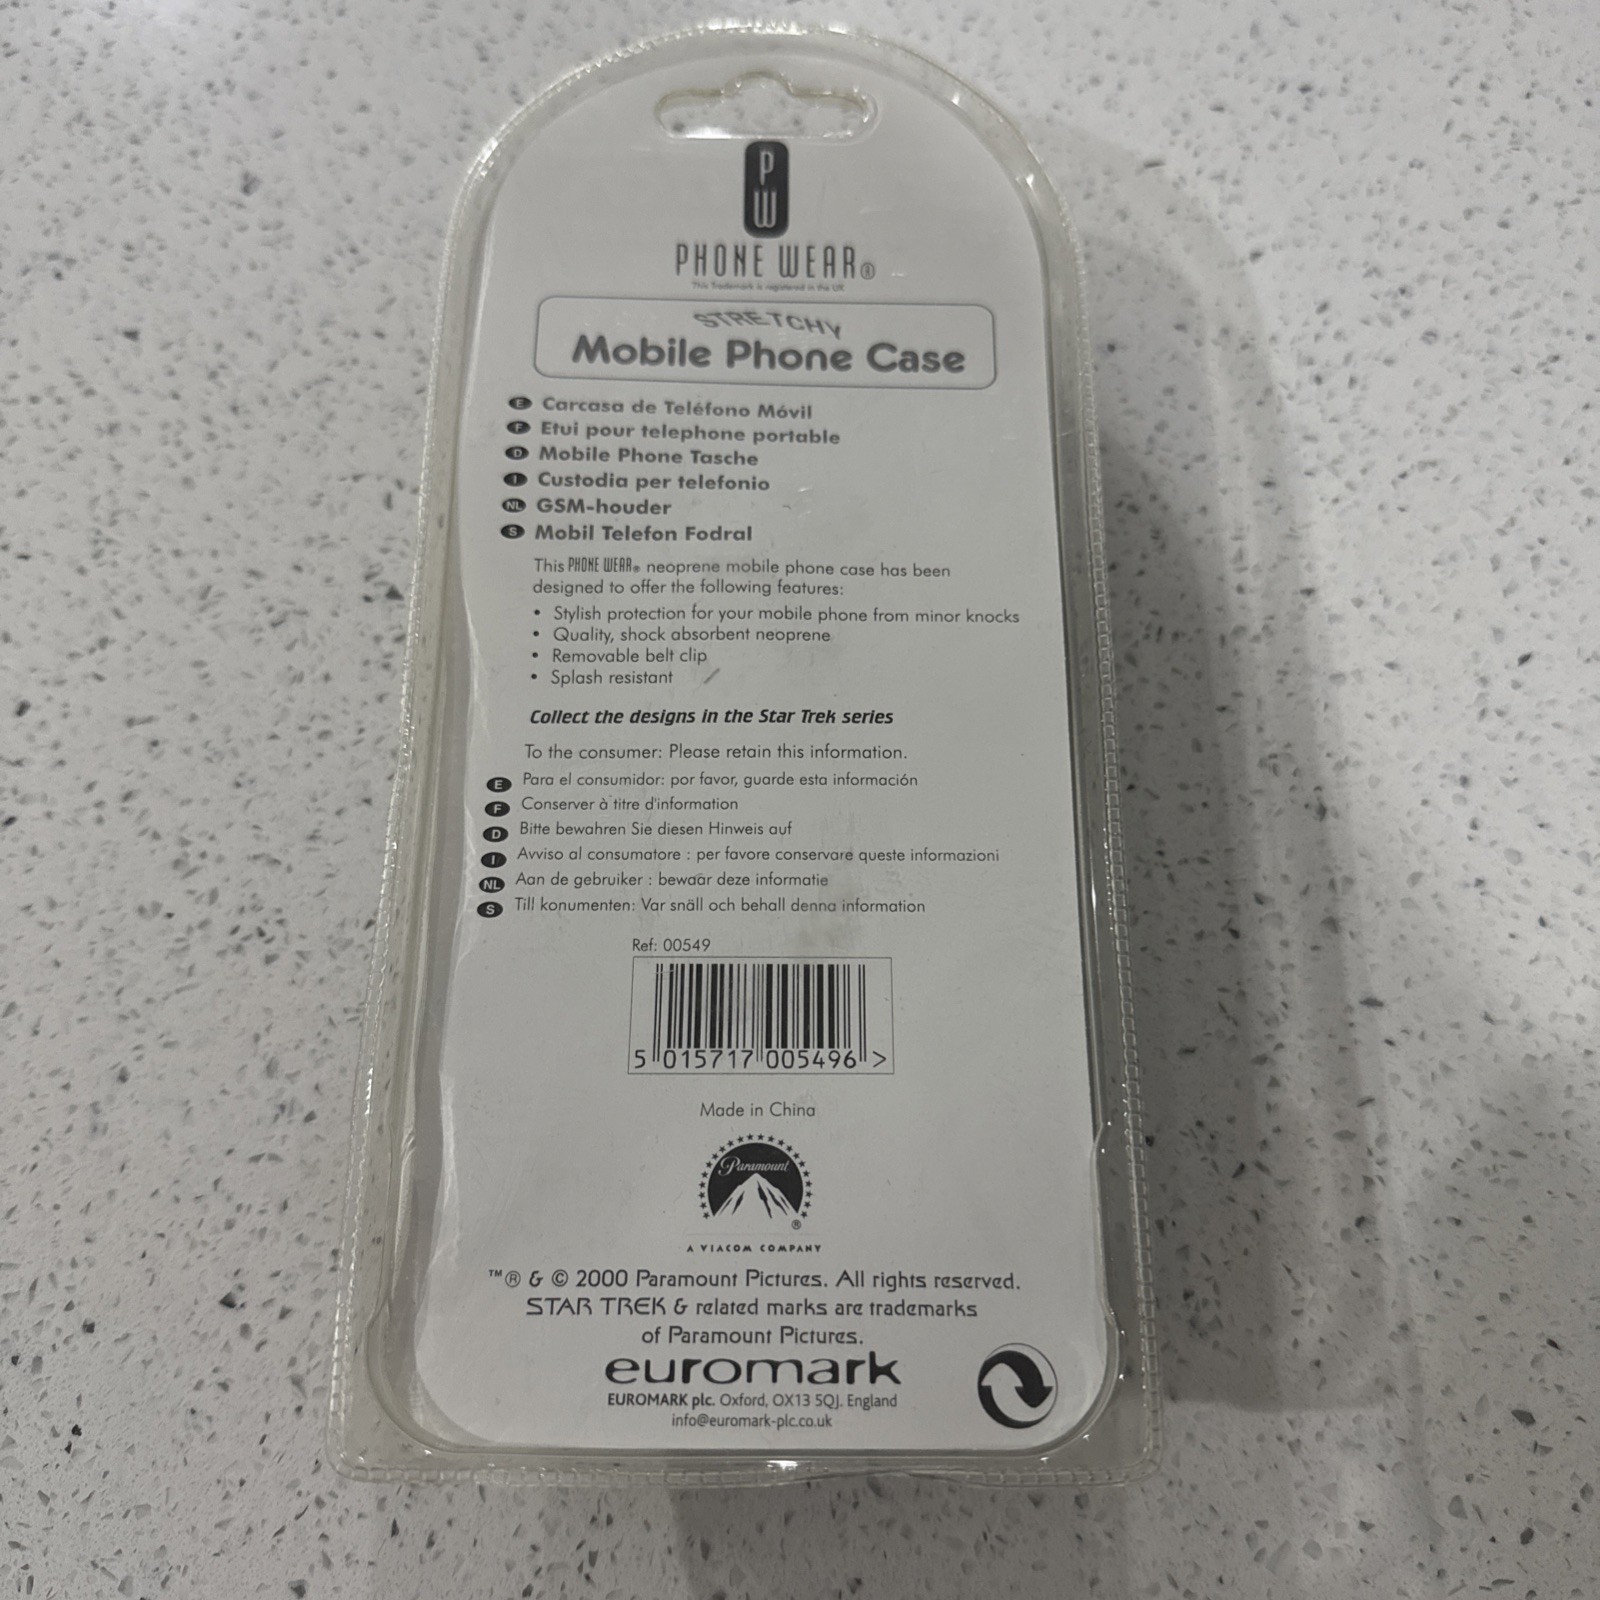 P
W
PHONE WEAR®
This Trademark is registered in the UK
STRETCHY
Mobile Phone Case
E Carcasa de Teléfono Móvil
F Etui pour telephone portable
D Mobile Phone Tasche
I Custodia per telefonio
NL GSM-houder
S Mobil Telefon Fodral
This PHONE WEAR® neoprene mobile phone case has been
designed to offer the following features:
• Stylish protection for your mobile phone from minor knocks
• Quality, shock absorbent neoprene
• Removable belt clip
• Splash resistant
Collect the designs in the Star Trek series
To the consumer: Please retain this information.
E Para el consumidor: por favor, guarde esta información
F Conserver à titre d'information
D Bitte bewahren Sie diesen Hinweis auf
I Avviso al consumatore : per favore conservare queste informazioni
NL Aan de gebruiker : bewaar deze informatie
S Till konumenten: Var snäll och behall denna information
Ref: 00549
5 015717 005496 >
Made in China
Paramount
®
A VIACOM COMPANY
™® & © 2000 Paramount Pictures. All rights reserved.
STAR TREK & related marks are trademarks
of Paramount Pictures.
euromark
EUROMARK plc. Oxford, OX13 5QJ. England
info@euromark-plc.co.uk